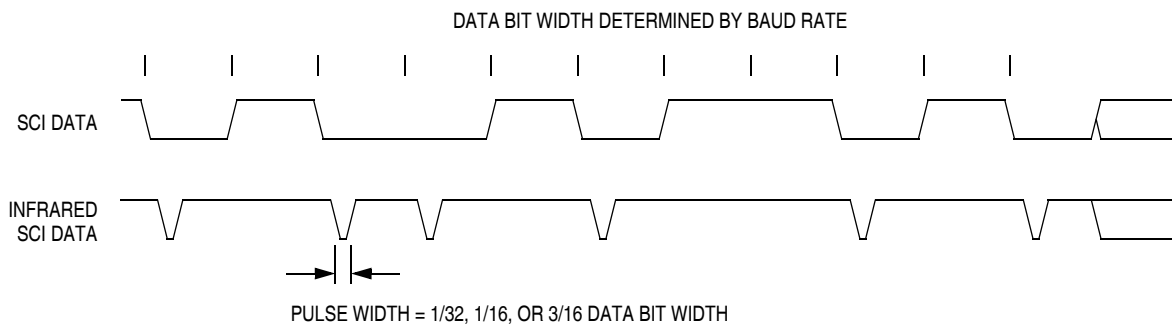 DATA BIT WIDTH DETERMINED BY BAUD RATE
SCI DATA
INFRARED
SCI DATA
PULSE WIDTH = 1/32, 1/16, OR 3/16 DATA BIT WIDTH